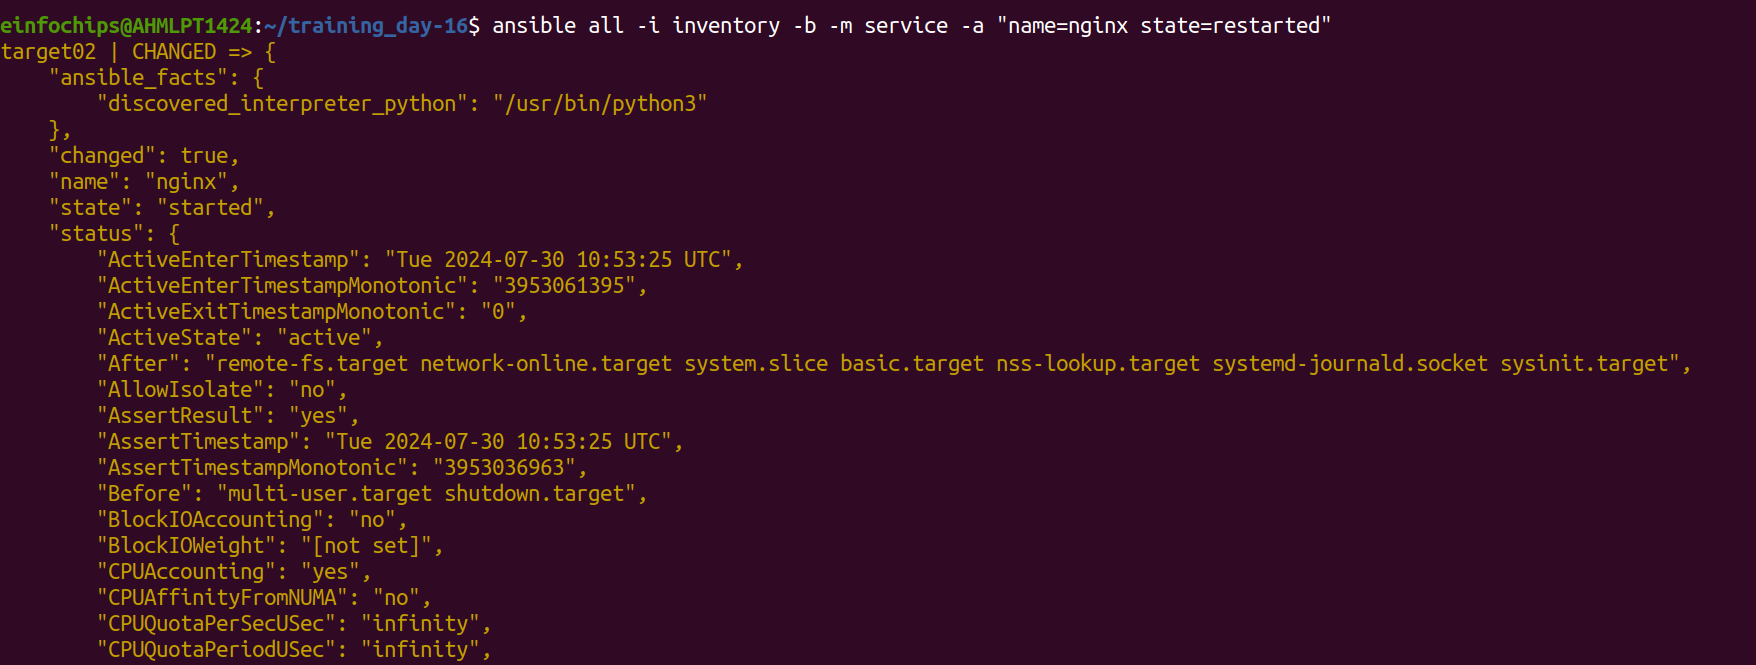 einfochips@AHMLPT1424:~/training_day-16$ ansible all -i inventory -b -m service -a "name=nginx state=restarted"
target02 | CHANGED => {
    "ansible_facts": {
        "discovered_interpreter_python": "/usr/bin/python3"
    },
    "changed": true,
    "name": "nginx",
    "state": "started",
    "status": {
        "ActiveEnterTimestamp": "Tue 2024-07-30 10:53:25 UTC",
        "ActiveEnterTimestampMonotonic": "3953061395",
        "ActiveExitTimestampMonotonic": "0",
        "ActiveState": "active",
        "After": "remote-fs.target network-online.target system.slice basic.target nss-lookup.target systemd-journald.socket sysinit.target",
        "AllowIsolate": "no",
        "AssertResult": "yes",
        "AssertTimestamp": "Tue 2024-07-30 10:53:25 UTC",
        "AssertTimestampMonotonic": "3953036963",
        "Before": "multi-user.target shutdown.target",
        "BlockIOAccounting": "no",
        "BlockIOWeight": "[not set]",
        "CPUAccounting": "yes",
        "CPUAffinityFromNUMA": "no",
        "CPUQuotaPerSecUSec": "infinity",
        "CPUQuotaPeriodUSec": "infinity",